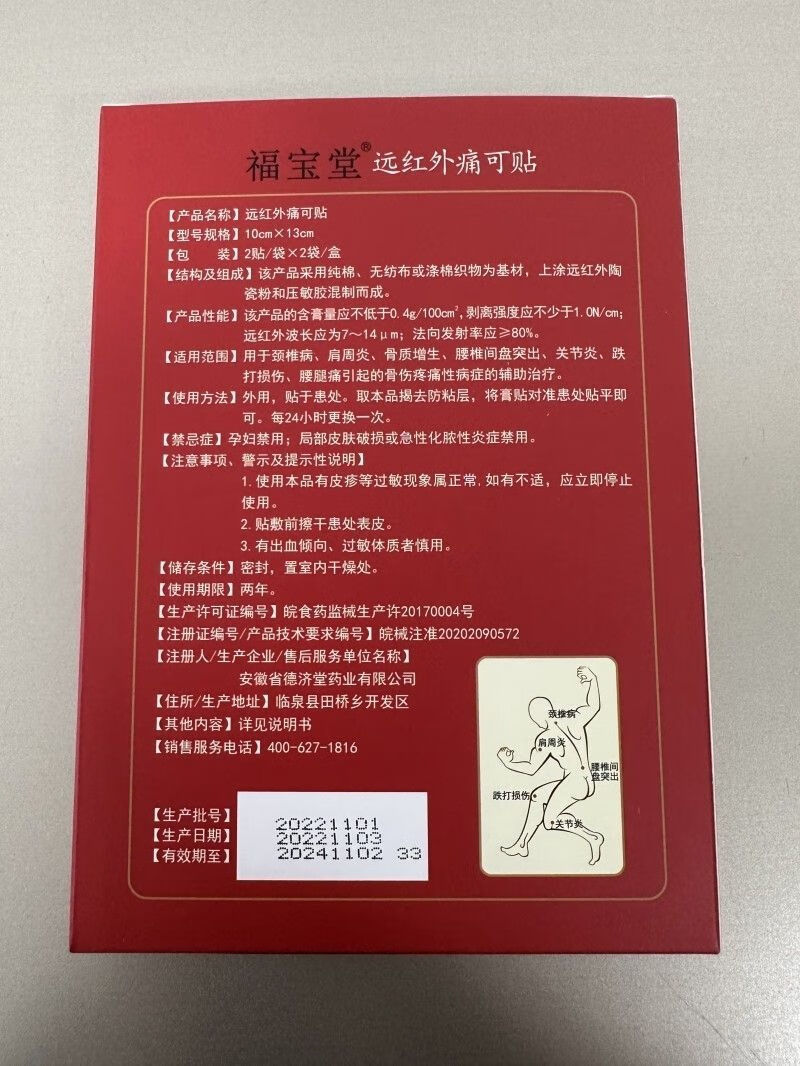 福宝堂®远红外痛可贴
【产品名称】远红外痛可贴
【型号规格】10cm×13cm
【包　　装】2贴/袋×2袋/盒
【结构及组成】该产品采用纯棉、无纺布或涤棉织物为基材，上涂远红外陶
瓷粉和压敏胶混制而成。
【产品性能】该产品的含膏量应不低于0.4g/100cm²,剥离强度应不少于1.0N/cm;
远红外波长应为7～14μm；法向发射率应≥80%。
【适用范围】用于颈椎病、肩周炎、骨质增生、腰椎间盘突出、关节炎、跌
打损伤、腰腿痛引起的骨伤疼痛性病症的辅助治疗。
【使用方法】外用，贴于患处。取本品揭去防粘层，将膏贴对准患处贴平即
可。每24小时更换一次。
【禁忌症】孕妇禁用；局部皮肤破损或急性化脓性炎症禁用。
【注意事项、警示及提示性说明】
1.使用本品有皮疹等过敏现象属正常.如有不适，应立即停止
使用。
2.贴敷前擦干患处表皮。
3.有出血倾向、过敏体质者慎用。
【储存条件】密封，置室内干燥处。
【使用期限】两年。
【生产许可证编号】皖食药监械生产许20170004号
【注册证编号/产品技术要求编号】皖械注准20202090572
【注册人/生产企业/售后服务单位名称】
安徽省德济堂药业有限公司
【住所/生产地址】临泉县田桥乡开发区
【其他内容】详见说明书
【销售服务电话】400-627-1816
颈椎病
肩周炎
腰椎间
盘突出
跌打损伤
关节炎
【生产批号】20221101
【生产日期】20221103
【有效期至】20241102 33